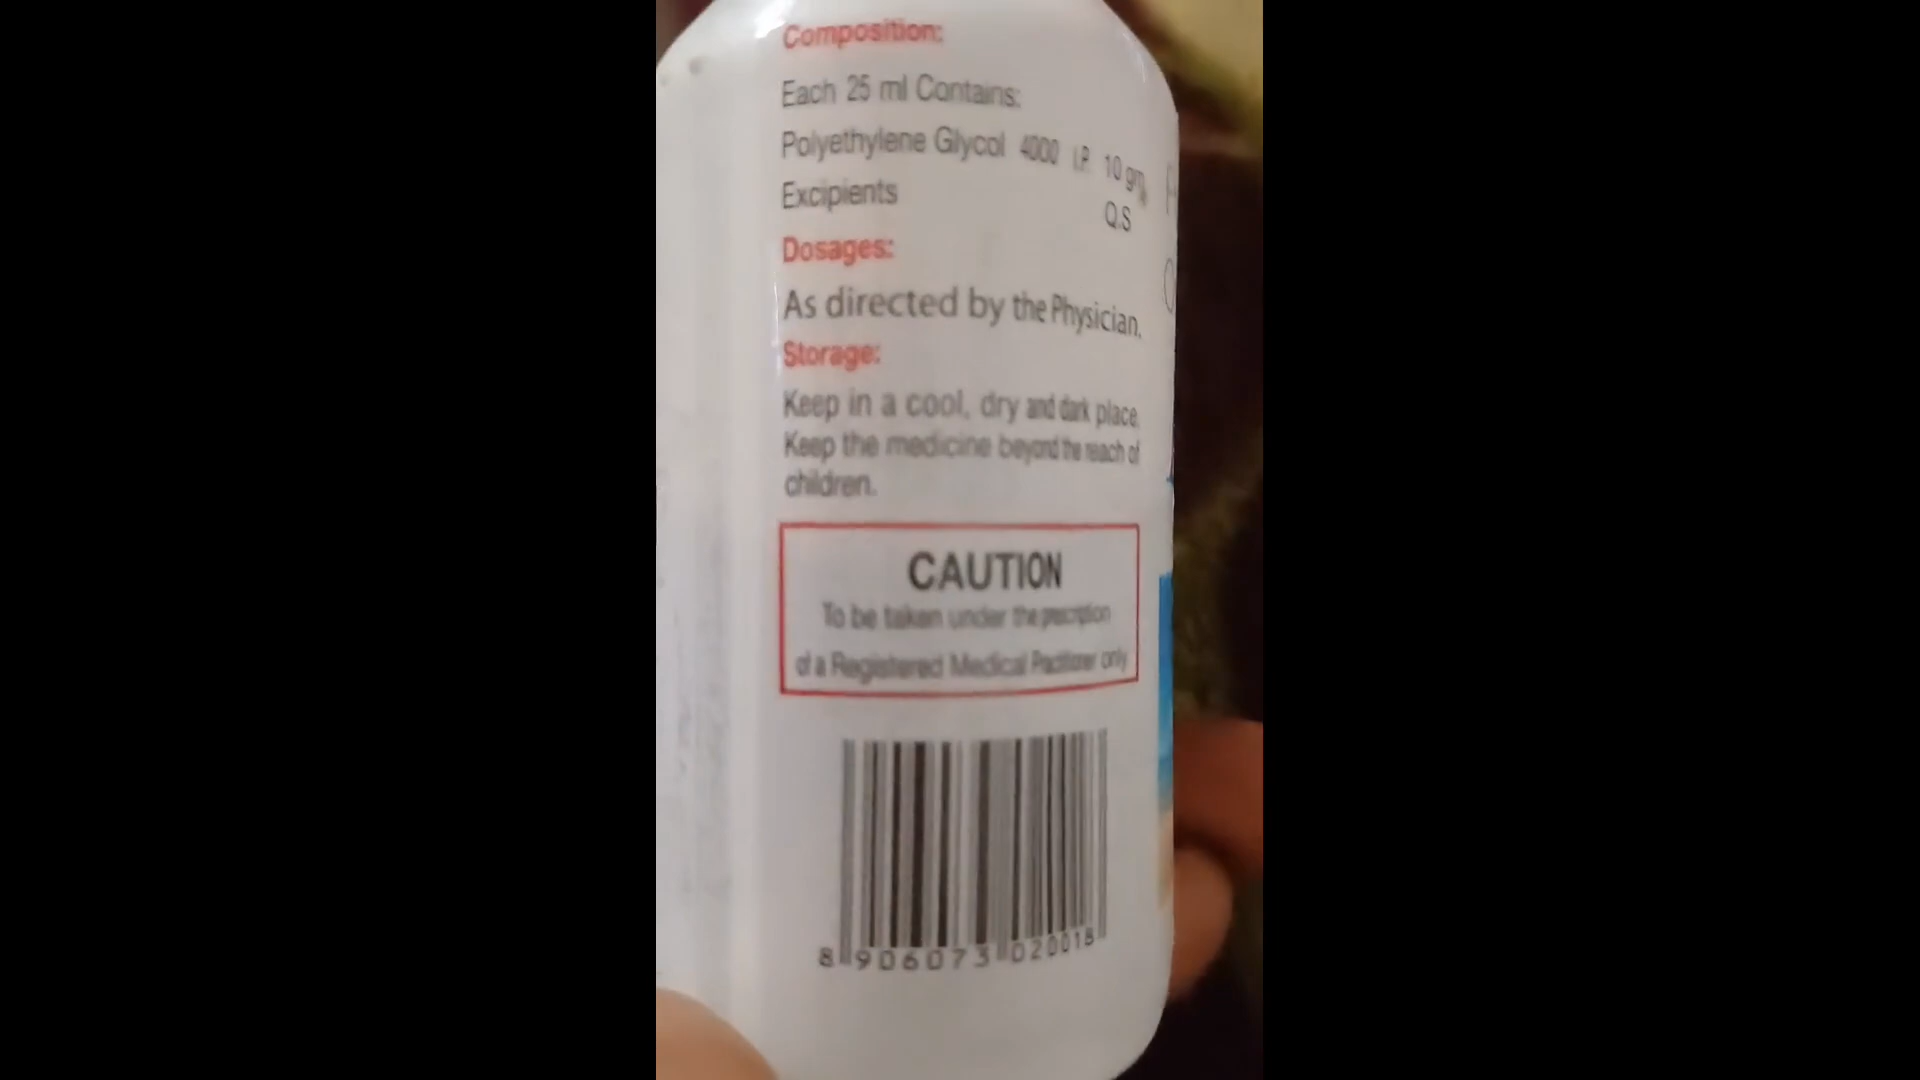 Composition:
Each 25 ml Contains:
Polyethylene Glycol 4000 I.P. 10 gm
Excipients Q.S
Dosages:
As directed by the Physician.
Storage:
Keep in a cool, dry and dark place.
Keep the medicine beyond the reach of
children.
CAUTION
To be taken under the prescription
of a Registered Medical Practitioner only
8 906073 020018